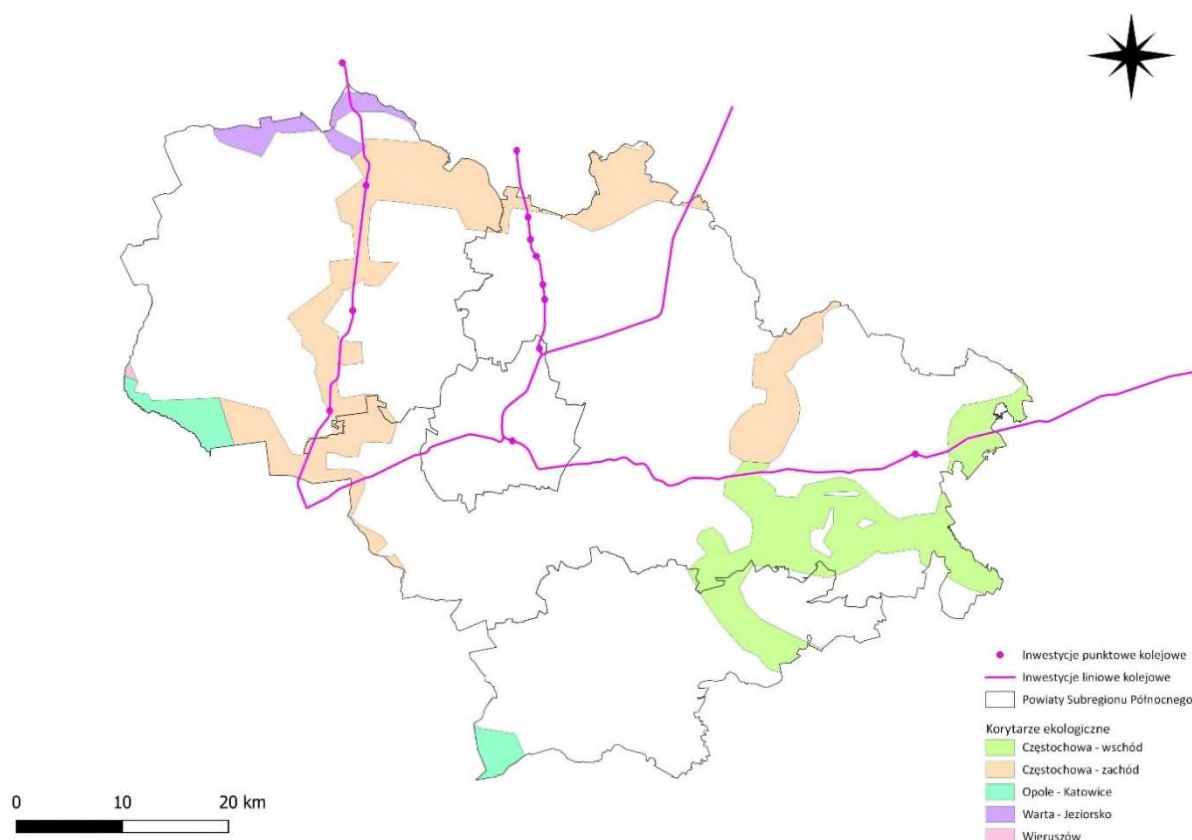 Inwestycje punktowe kolejowe
Inwestycje liniowe kolejowe
Powiaty Subregionu Północnego
Korytarze ekologiczne
Częstochowa - wschód
Częstochowa - zachód
Opole - Katowice
Warta - Jeziorsko
Wieruszów
0 10 20 km